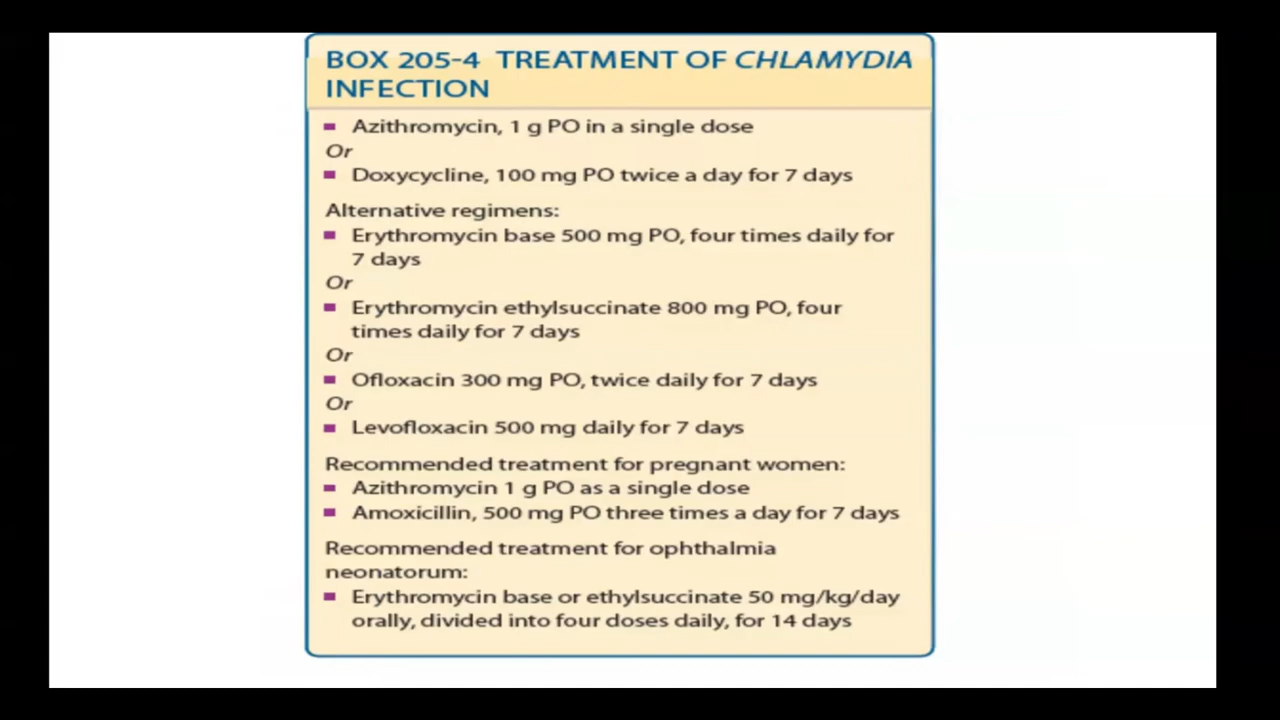 BOX 205-4 TREATMENT OF CHLAMYDIA
INFECTION
Azithromycin, 1 g PO in a single dose
Or
Doxycycline, 100 mg PO twice a day for 7 days
Alternative regimens:
Erythromycin base 500 mg PO, four times daily for
7 days
Or
Erythromycin ethylsuccinate 800 mg PO, four
times daily for 7 days
Or
Ofloxacin 300 mg PO, twice daily for 7 days
Or
Levofloxacin 500 mg daily for 7 days
Recommended treatment for pregnant women:
Azithromycin 1 g PO as a single dose
Amoxicillin, 500 mg PO three times a day for 7 days
Recommended treatment for ophthalmia
neonatorum:
Erythromycin base or ethylsuccinate 50 mg/kg/day
orally, divided into four doses daily, for 14 days